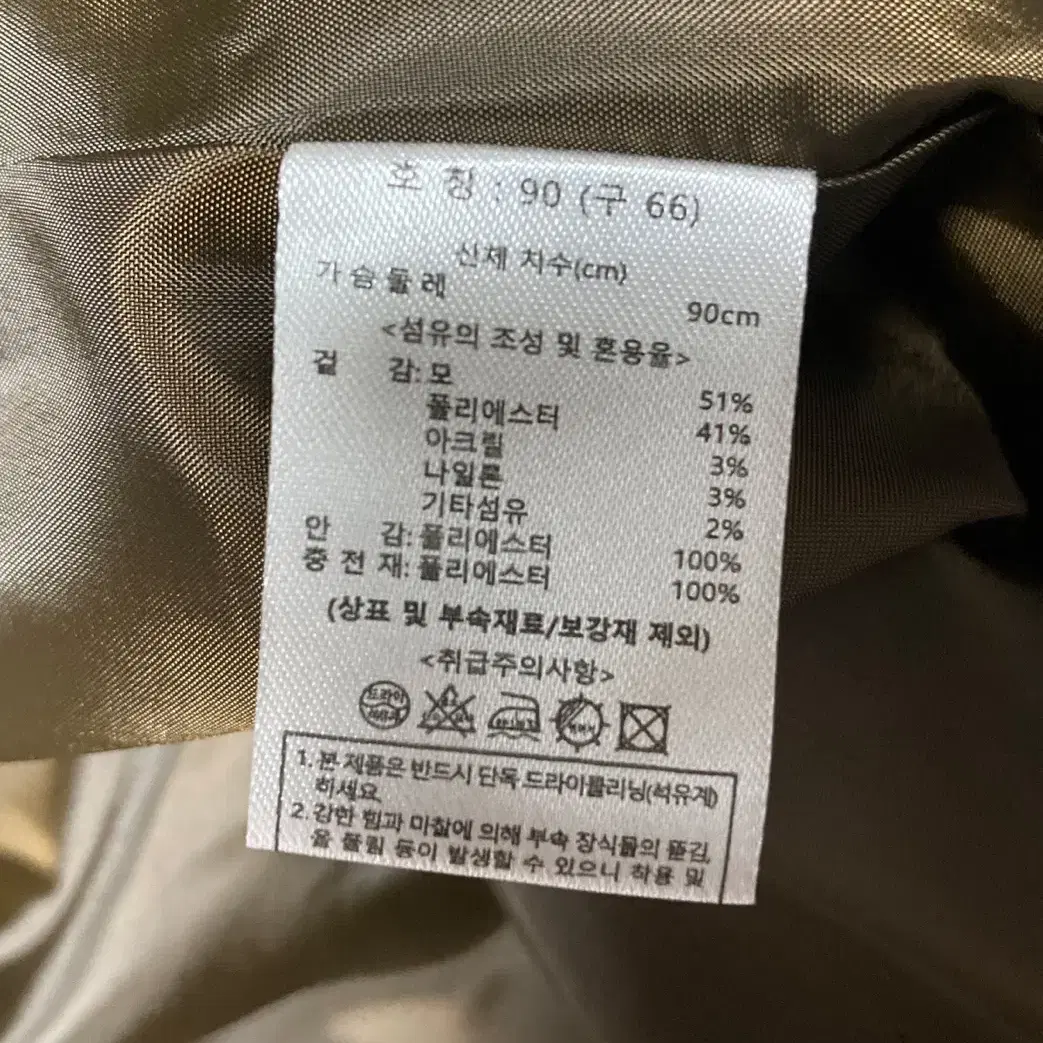 호 칭 : 90 (구 66)
신체 치수(cm)
가 슴 둘 레 90cm
<섬유의 조성 및 혼용율>
겉 감: 모 51%
폴리에스터 41%
아크릴 3%
나일론 3%
기타섬유 2%
안 감: 폴리에스터 100%
충 전 재: 폴리에스터 100%
(상표 및 부속재료/보강재 제외)
<취급주의사항>
드라이
1. 본 제품은 반드시 단독 드라이클리닝(석유계)
하세요
2. 강한 힘과 마찰에 의해 부속 장식물의 뜯김,
올 풀림 등이 발생할 수 있으니 착용 및